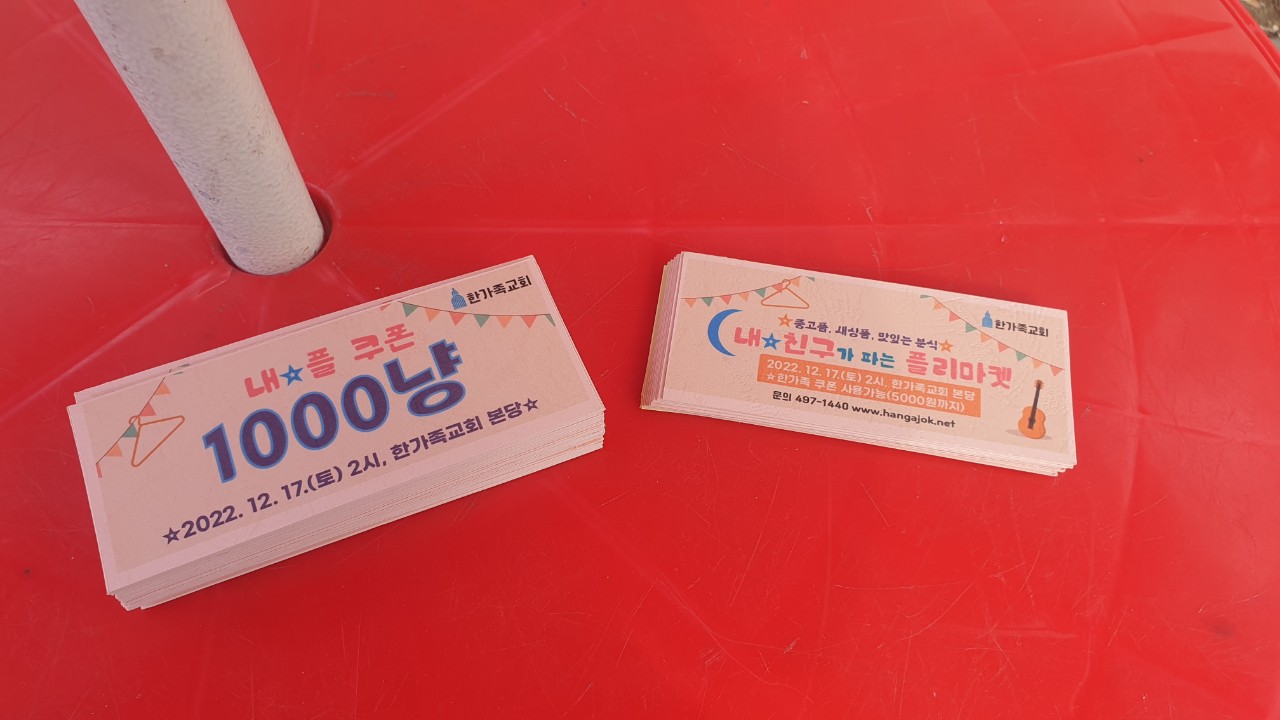 한가족교회
내☆플 쿠폰
1000냥
☆2022. 12. 17.(토) 2시, 한가족교회 본당☆
한가족교회
☆중고품, 새상품, 맛있는 분식☆
내☆친구가 파는 플리마켓
2022. 12. 17.(토) 2시, 한가족교회 본당
☆한가족 쿠폰 사용가능(5000원까지)
문의 497-1440 www.hangajok.net